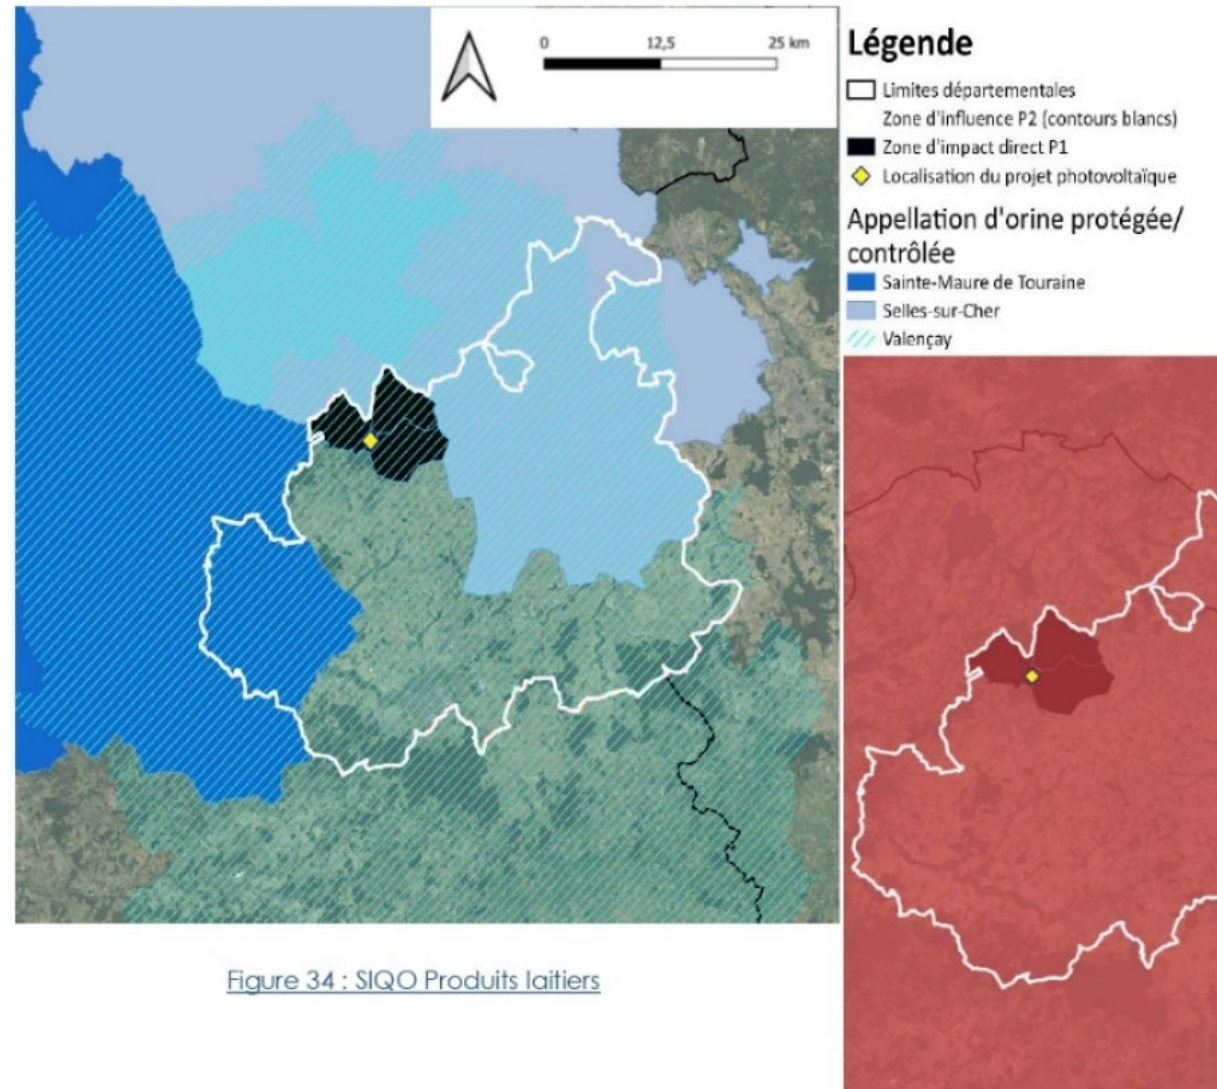 0 12,5 25 km
Légende
Limites départementales
Zone d'influence P2 (contours blancs)
Zone d'impact direct P1
Localisation du projet photovoltaïque
Appellation d'orine protégée/
contrôlée
Sainte-Maure de Touraine
Selles-sur-Cher
Valençay
Figure 34 : SIQO Produits laitiers